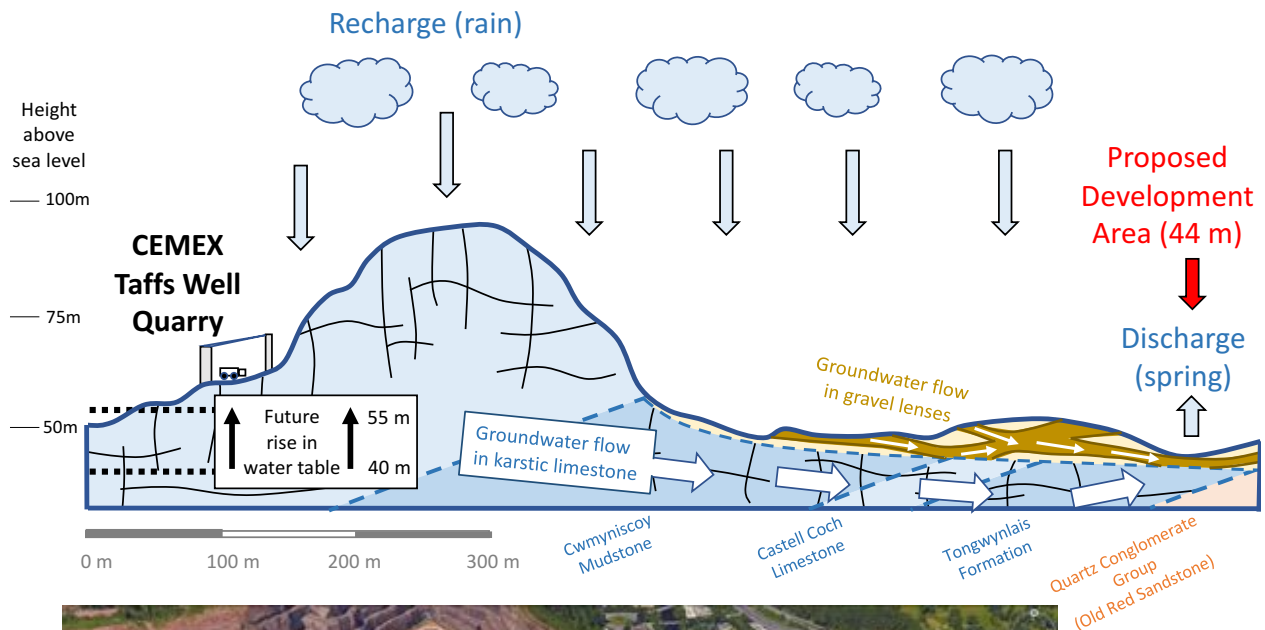 Recharge (rain)
Height
above
sea level
100m
75m
50m
CEMEX
Taffs Well
Quarry
Proposed
Development
Area (44 m)
Discharge
(spring)
Groundwater flow
in gravel lenses
Future
rise in
water table
55 m
40 m
Groundwater flow
in karstic limestone
0 m
100 m
200 m
300 m
Cwmyniscoy
Mudstone
Castell Coch
Limestone
Tongwynlais
Formation
Quartz Conglomerate
Group
(Old Red Sandstone)